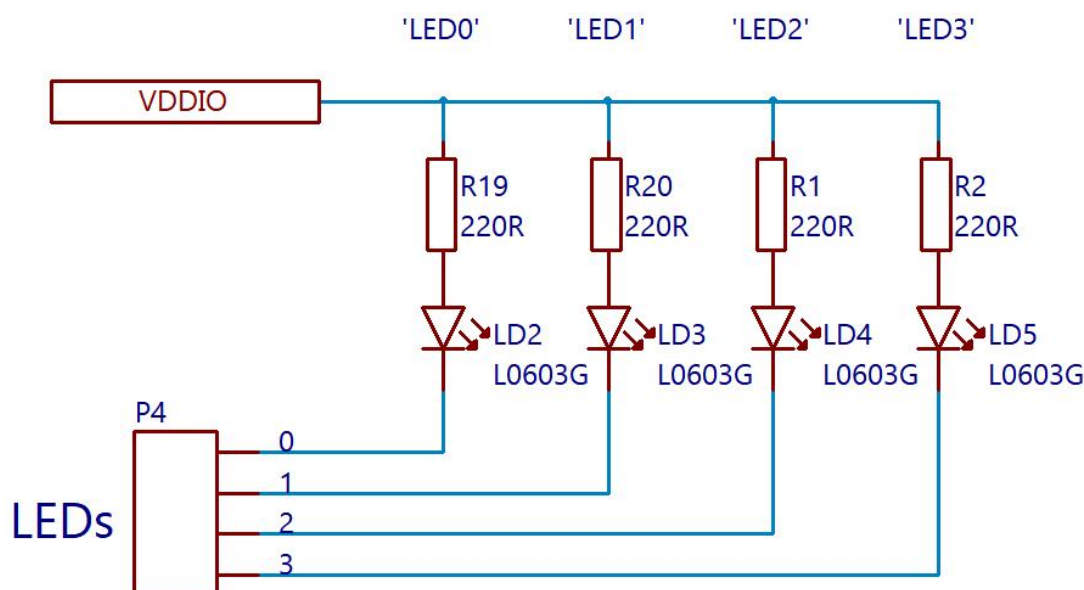 'LED0' 'LED1' 'LED2' 'LED3'
VDDIO
R19 R20 R1 R2
220R 220R 220R 220R
LD2 LD3 LD4 LD5
L0603G L0603G L0603G L0603G
P4
0
1
LEDs
2
3